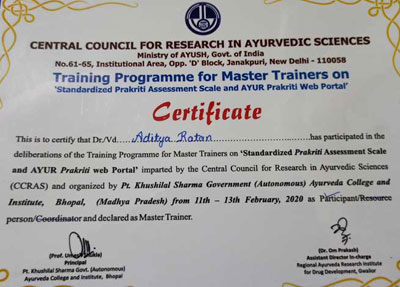 CENTRAL COUNCIL FOR RESEARCH IN AYURVEDIC SCIENCES
Ministry of AYUSH, Govt. of India
No.61-65, Institutional Area, Opp. 'D' Block, Janakpuri, New Delhi - 110058
Training Programme for Master Trainers on
'Standardized Prakriti Assessment Scale and AYUR Prakriti Web Portal'
Certificate
This is to certify that Dr./Vd.....Aditya Ratan.....has participated in the
deliberations of the Training Programme for Master Trainers on 'Standardized Prakriti Assessment Scale
and AYUR Prakriti web Portal' imparted by the Central Council for Research in Ayurvedic Sciences
(CCRAS) and organized by Pt. Khushilal Sharma Government (Autonomous) Ayurveda College and
Institute, Bhopal, (Madhya Pradesh) from 11th - 13th February, 2020 as Participant/Resource
person/Coordinator and declared as Master Trainer.
(Prof. Umesh Shukla)
Principal
Pt. Khushilal Sharma Govt. (Autonomous)
Ayurveda College and Institute, Bhopal
(Dr. Om Prakash)
Assistant Director In-charge
Regional Ayurveda Research Institute
for Drug Development, Gwalior